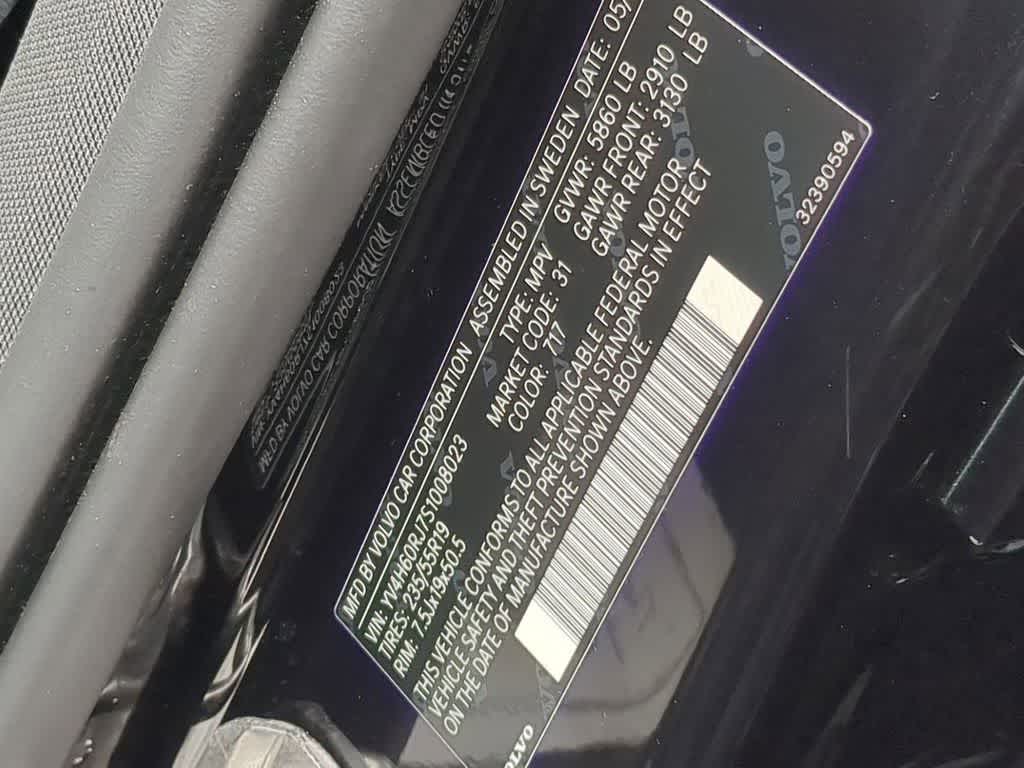 MFD BY VOLVO CAR CORPORATION ASSEMBLED IN SWEDEN DATE: 05/
VIN: YV4H60RJ7S1008023 TYPE: MPV GVWR: 5860 LB
TIRES: 235/55R19 MARKET CODE: 31 GAWR FRONT: 2910 LB
RIM: 7.5Jx19x50.5 COLOR: 717 GAWR REAR: 3130 LB
THIS VEHICLE CONFORMS TO ALL APPLICABLE FEDERAL MOTOR
VEHICLE SAFETY AND THEFT PREVENTION STANDARDS IN EFFECT
ON THE DATE OF MANUFACTURE SHOWN ABOVE.
VOLVO
VOLVO 32390594